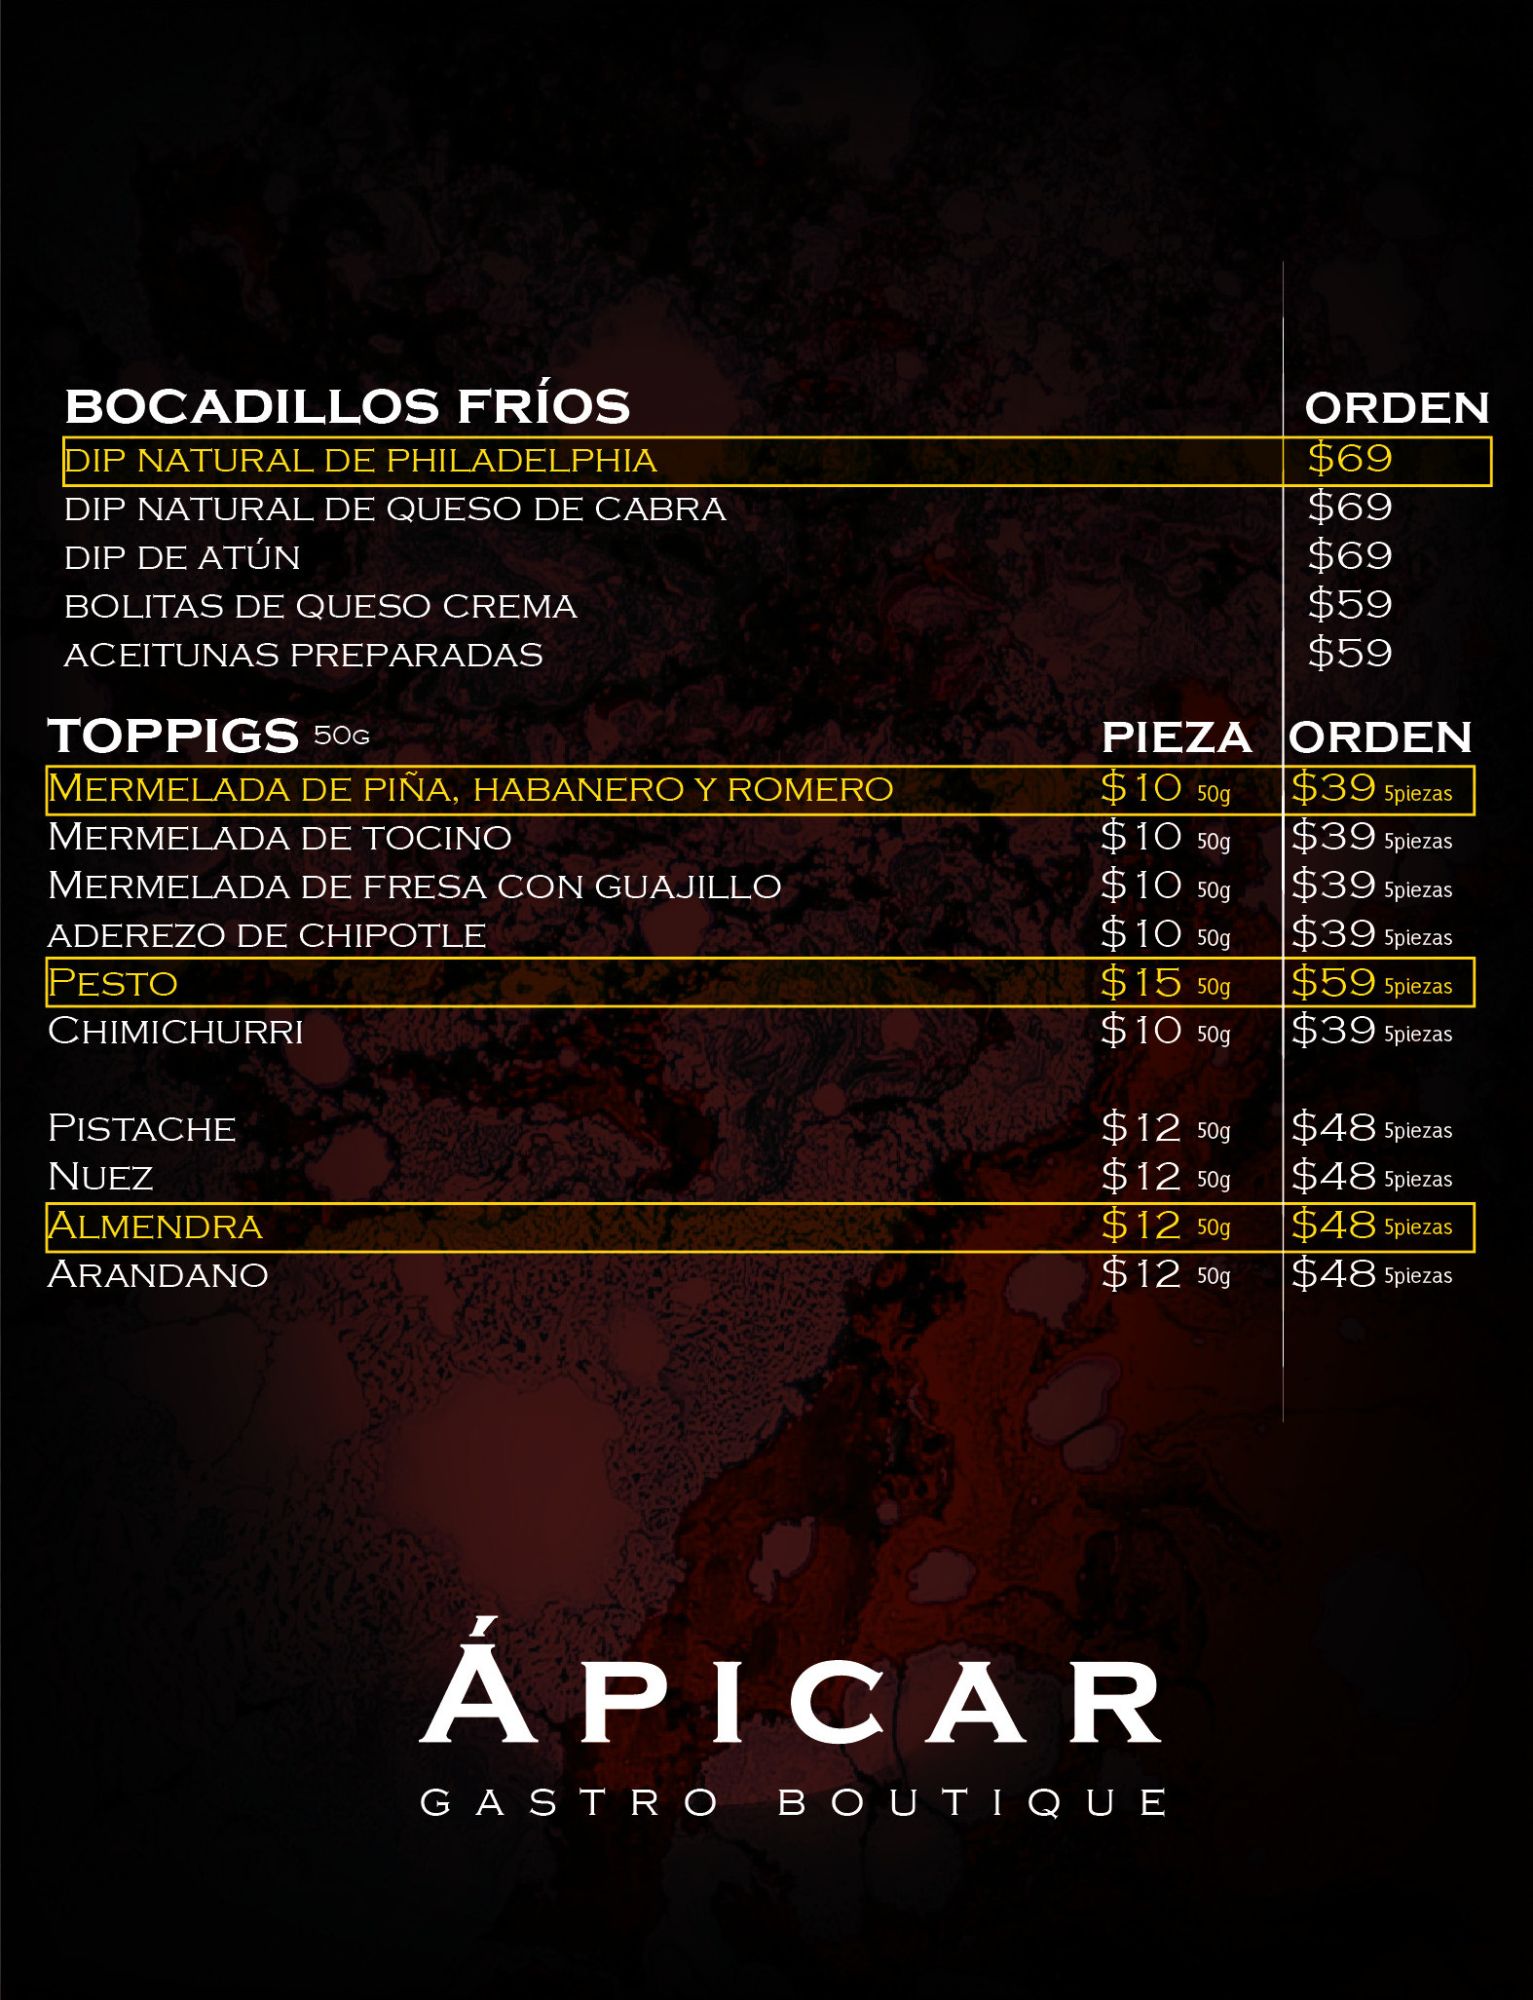 BOCADILLOS FRÍOS ORDEN
DIP NATURAL DE PHILADELPHIA $69
DIP NATURAL DE QUESO DE CABRA $69
DIP DE ATÚN $69
BOLITAS DE QUESO CREMA $59
ACEITUNAS PREPARADAS $59
TOPPIGS 50G PIEZA ORDEN
MERMELADA DE PIÑA, HABANERO Y ROMERO $10 50g $39 5piezas
MERMELADA DE TOCINO $10 50g $39 5piezas
MERMELADA DE FRESA CON GUAJILLO $10 50g $39 5piezas
ADEREZO DE CHIPOTLE $10 50g $39 5piezas
PESTO $15 50g $59 5piezas
CHIMICHURRI $10 50g $39 5piezas
PISTACHE $12 50g $48 5piezas
NUEZ $12 50g $48 5piezas
ALMENDRA $12 50g $48 5piezas
ARANDANO $12 50g $48 5piezas
ÁPICAR
GASTRO BOUTIQUE